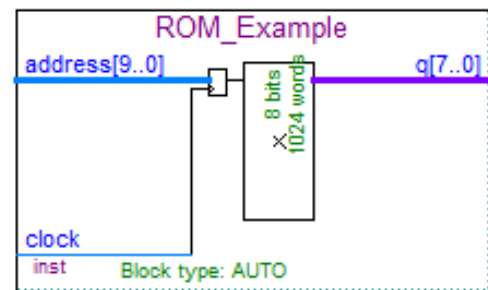 ROM_Example
address[9..0]
q[7..0]
8 bits
1024 words
clock
inst
Block type: AUTO